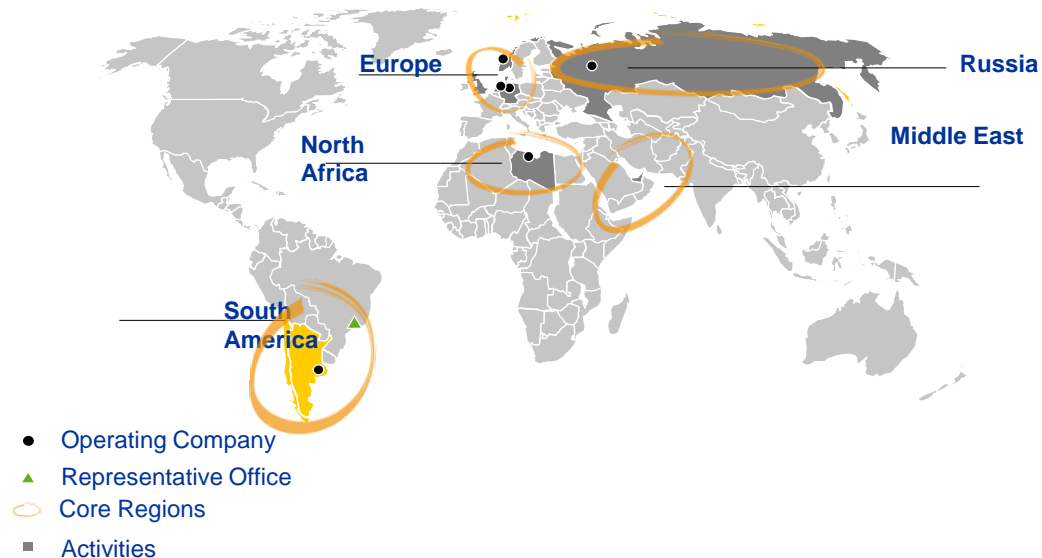 Europe
Russia
Middle East
North
Africa
South
America
Operating Company
Representative Office
Core Regions
Activities